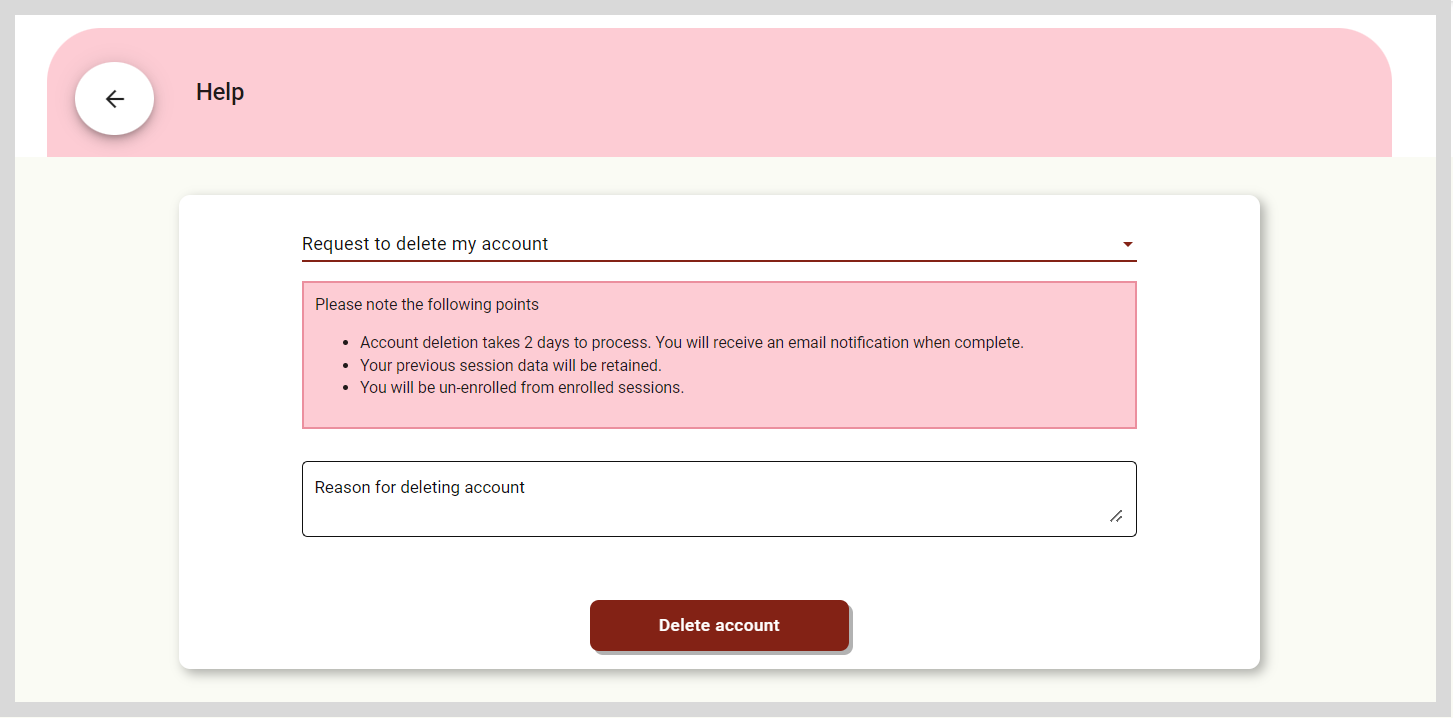 Help
Request to delete my account
Please note the following points
Account deletion takes 2 days to process. You will receive an email notification when complete.
Your previous session data will be retained.
You will be un-enrolled from enrolled sessions.
Reason for deleting account
Delete account